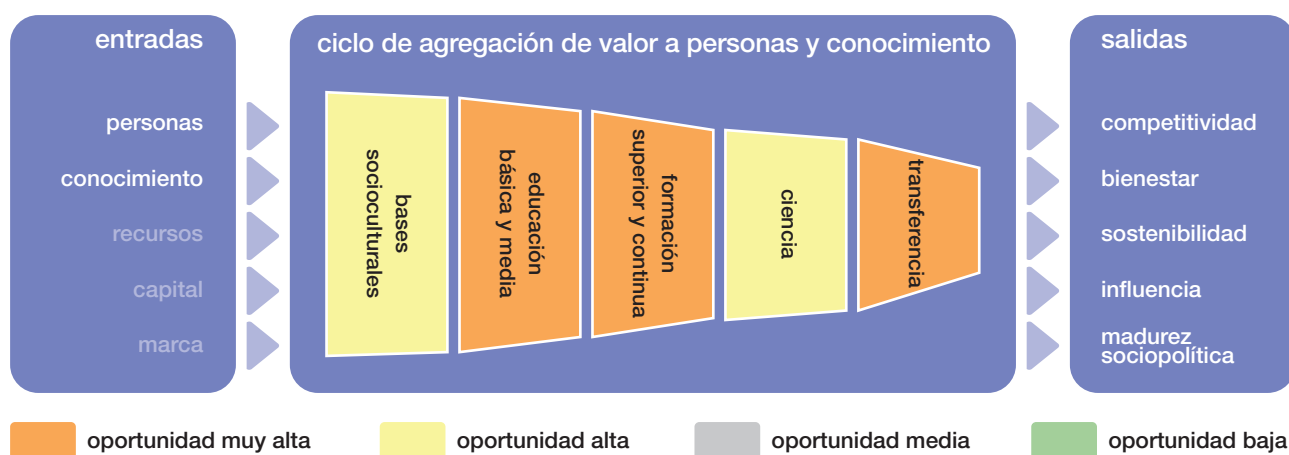 entradas
personas
conocimiento
recursos
capital
marca
ciclo de agregación de valor a personas y conocimiento
bases
socioculturales
educación
básica y media
formación
superior y continua
ciencia
transferencia
salidas
competitividad
bienestar
sostenibilidad
influencia
madurez
sociopolítica
oportunidad muy alta
oportunidad alta
oportunidad media
oportunidad baja